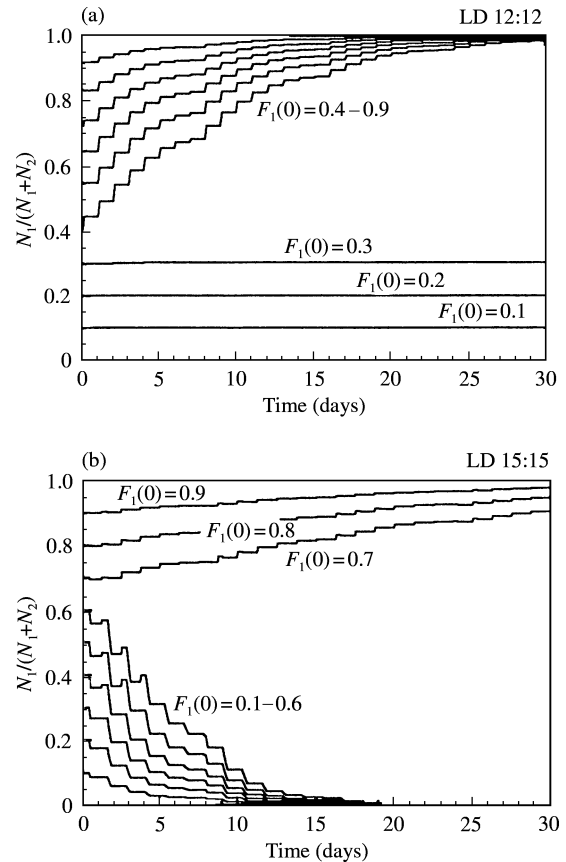 (a) LD 12:12
1.0
0.8
0.6
0.4
0.2
0
N₁/(N₁+N₂)
F₁(0)=0.4–0.9
F₁(0)=0.3
F₁(0)=0.2
F₁(0)=0.1
0 5 10 15 20 25 30
Time (days)
(b) LD 15:15
1.0
0.8
0.6
0.4
0.2
0
N₁/(N₁+N₂)
F₁(0)=0.9
F₁(0)=0.8
F₁(0)=0.7
F₁(0)=0.1–0.6
0 5 10 15 20 25 30
Time (days)